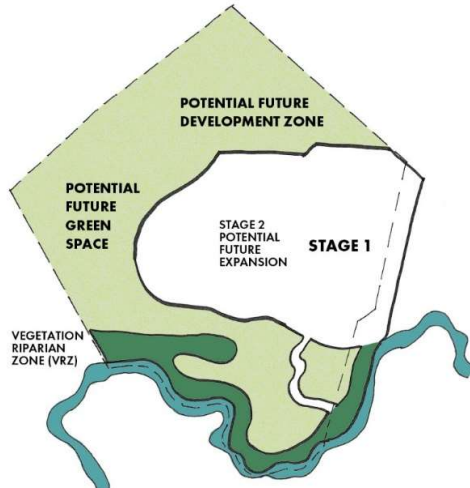 POTENTIAL FUTURE
DEVELOPMENT ZONE
POTENTIAL
FUTURE
GREEN
SPACE
STAGE 2
POTENTIAL
FUTURE
EXPANSION
STAGE 1
VEGETATION
RIPARIAN
ZONE (VRZ)